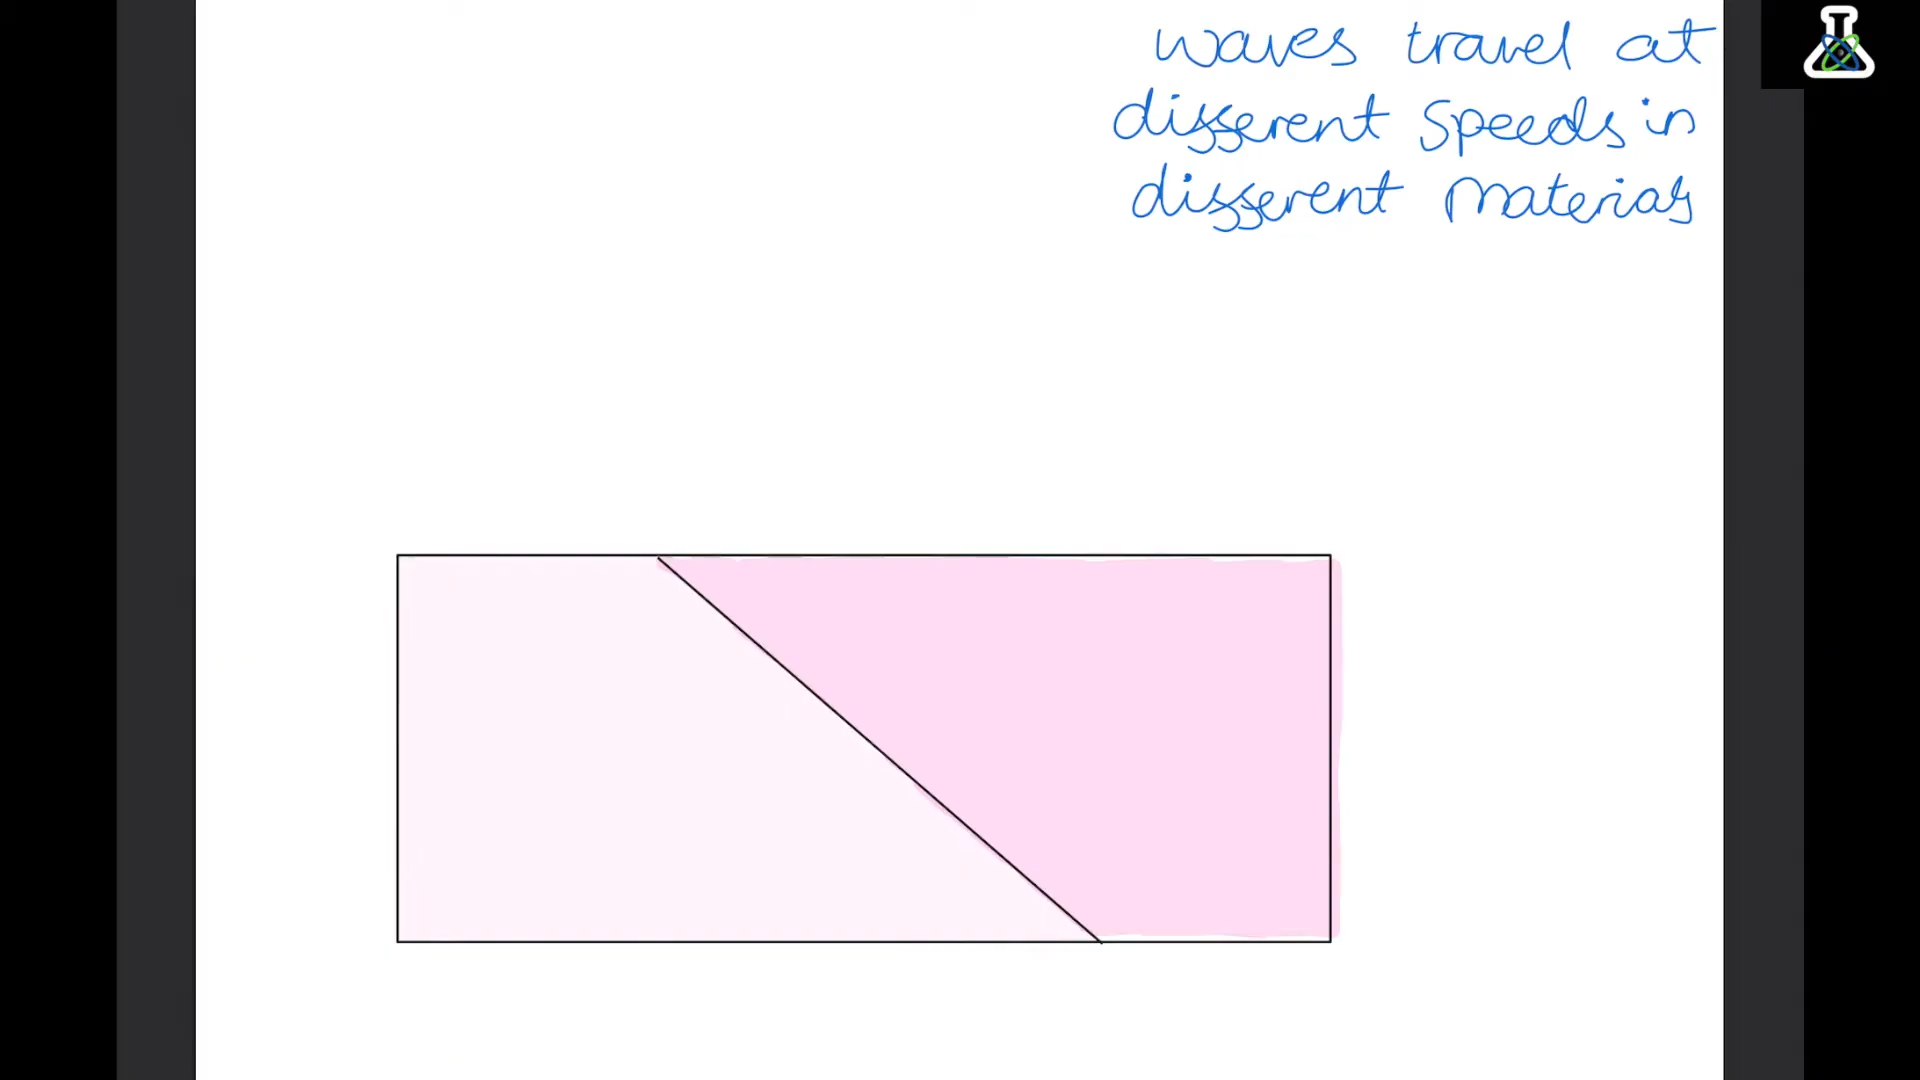 waves travel at
different speeds in
different materials